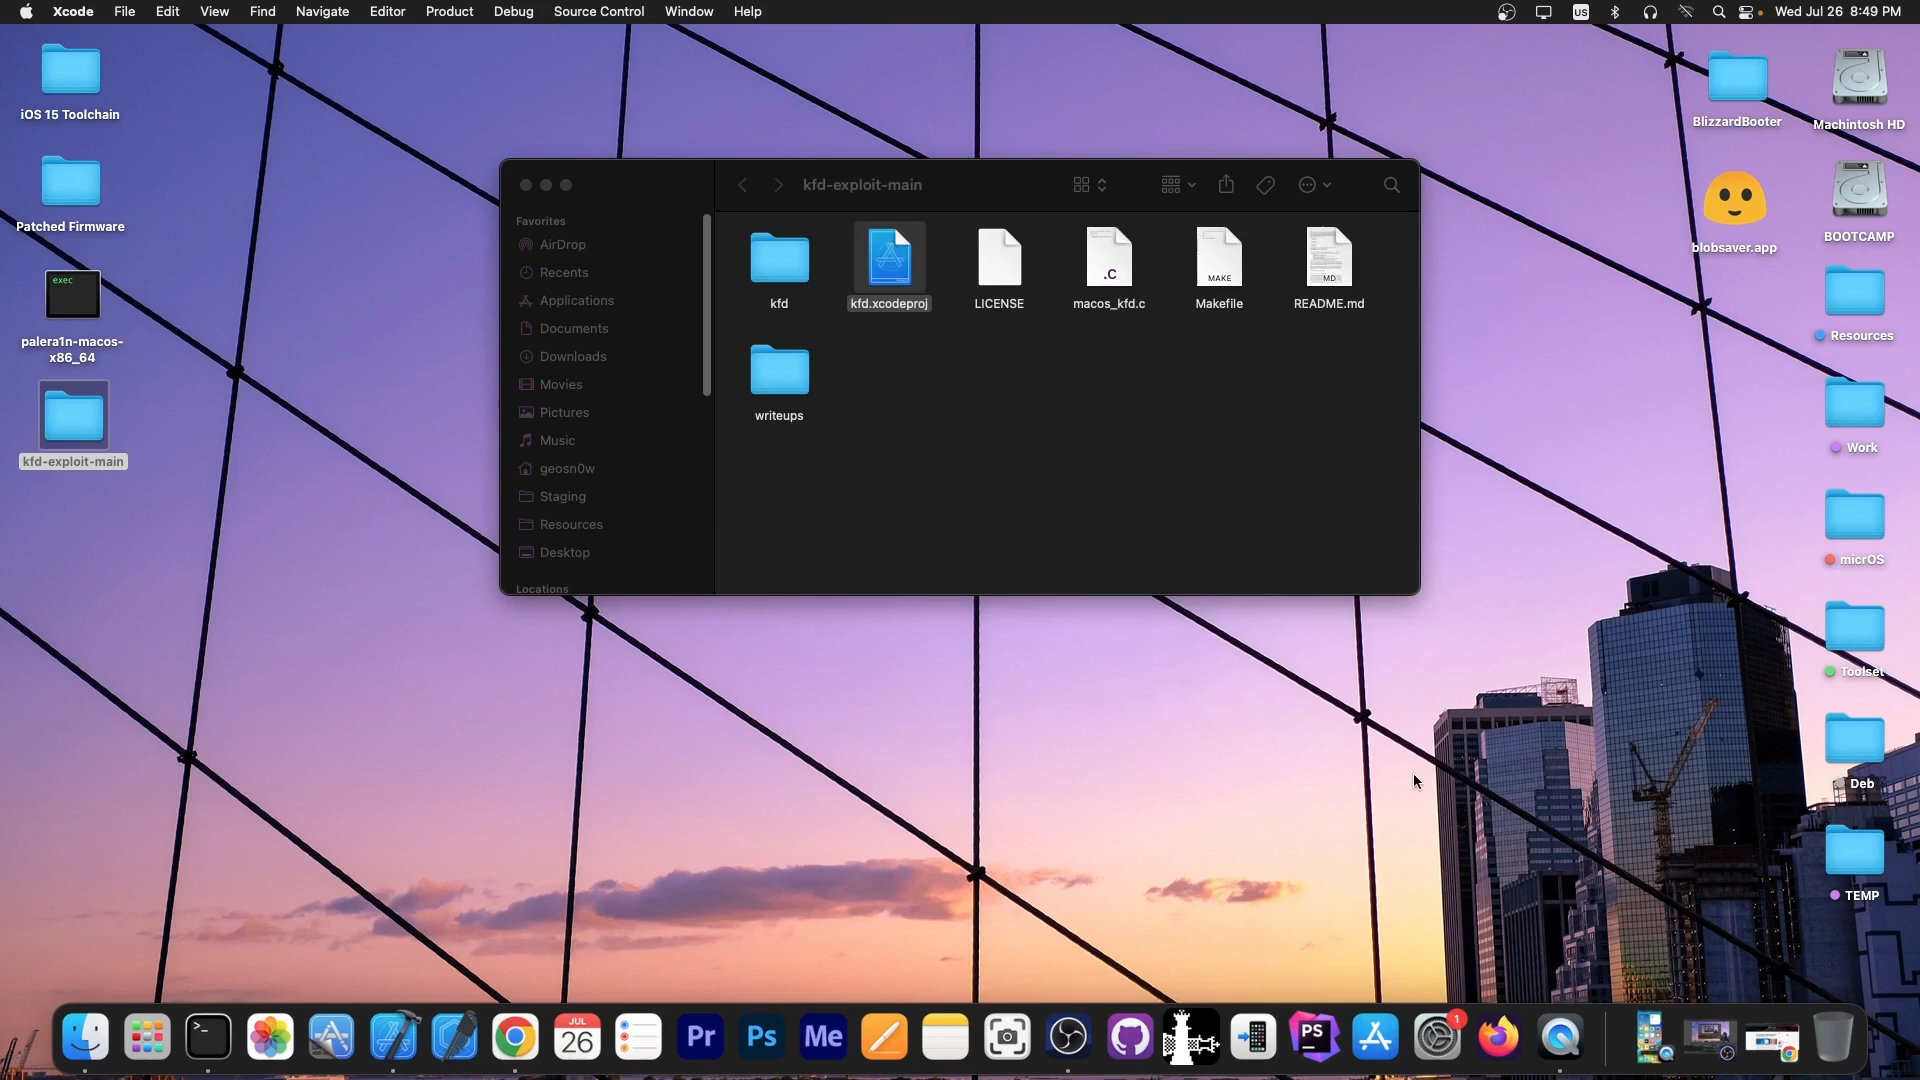 Xcode File Edit View Find Navigate Editor Product Debug Source Control Window Help US Wed Jul 26 8:49 PM
iOS 15 Toolchain
Patched Firmware
exec
palera1n-macos-
x86_64
kfd-exploit-main
kfd-exploit-main
Favorites
AirDrop
Recents
Applications
Documents
Downloads
Movies
Pictures
Music
geosn0w
Staging
Resources
Desktop
Locations
.C
MAKE
MD
kfd kfd.xcodeproj LICENSE macos_kfd.c Makefile README.md
writeups
BlizzardBooter
Machintosh HD
blobsaver.app
BOOTCAMP
Resources
Work
micrOS
Toolset
Deb
TEMP
>_
JUL
26
Pr
Ps
Me
PS
1